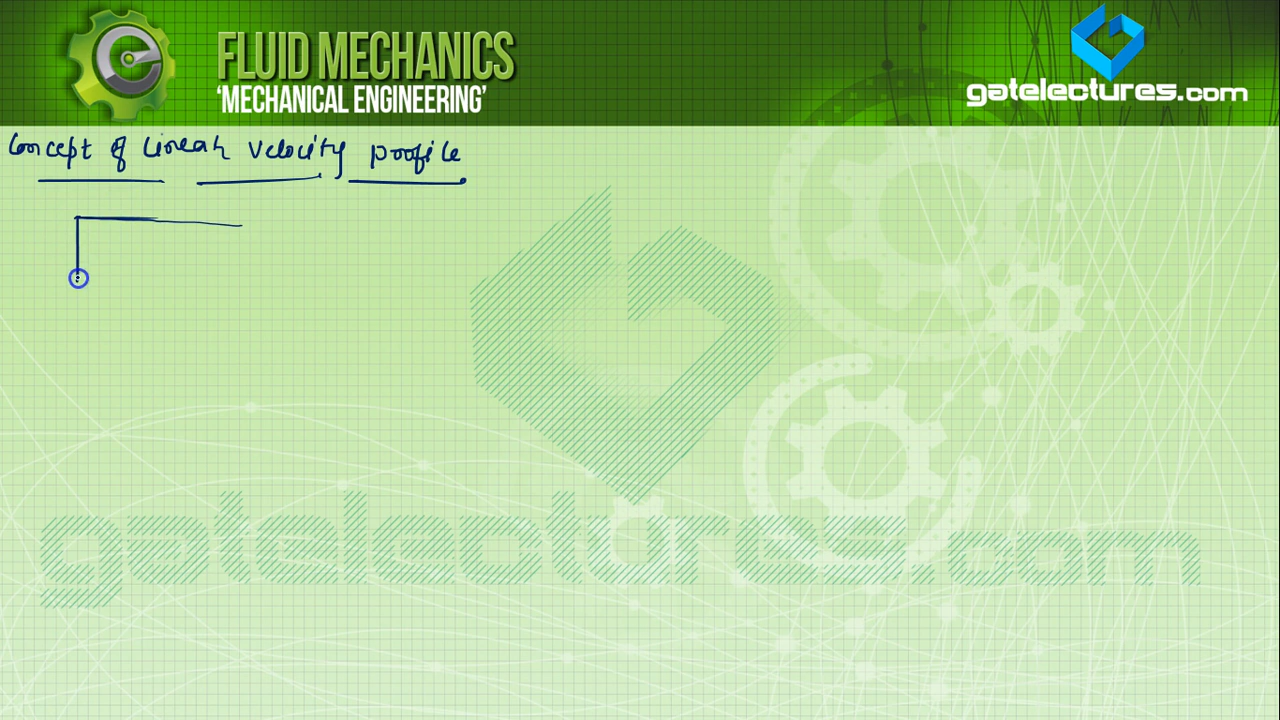 FLUID MECHANICS
'MECHANICAL ENGINEERING'
gatelectures.com
Concept of linear velocity profile
gatelectures.com